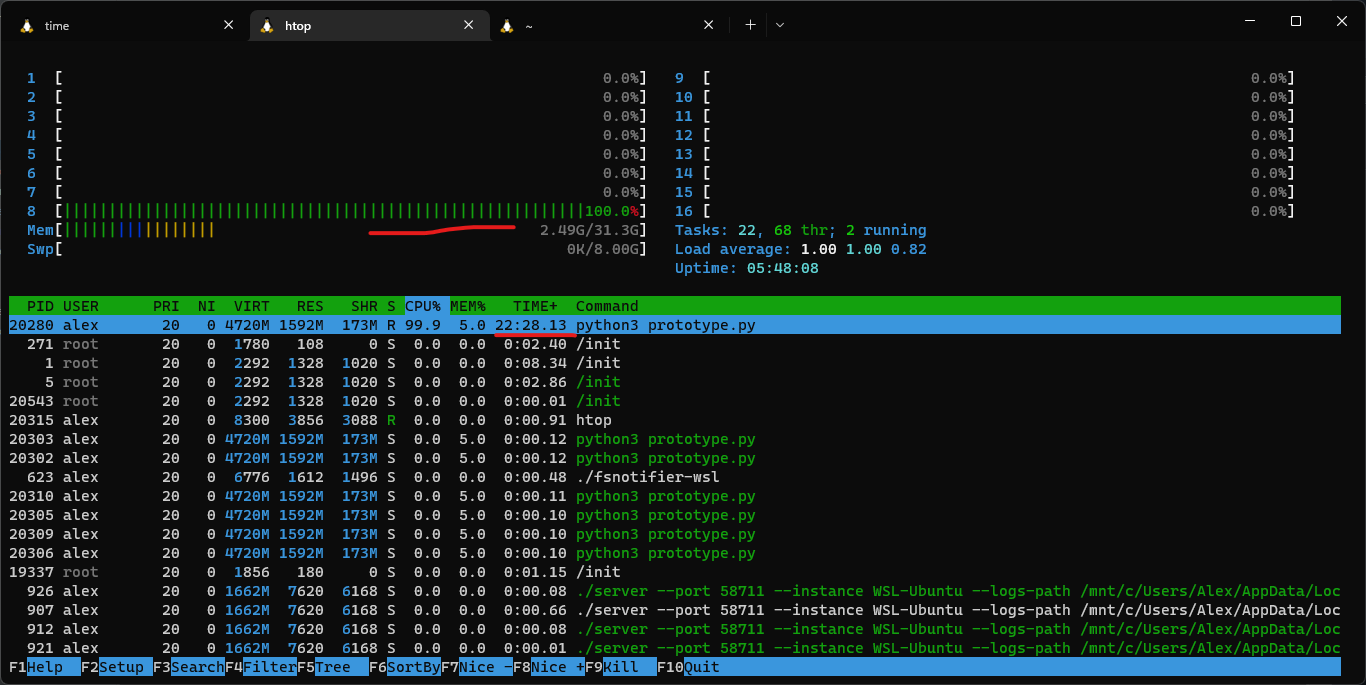 time htop ~
1 [ 0.0%] 9 [ 0.0%]
2 [ 0.0%] 10 [ 0.0%]
3 [ 0.0%] 11 [ 0.0%]
4 [ 0.0%] 12 [ 0.0%]
5 [ 0.0%] 13 [ 0.0%]
6 [ 0.0%] 14 [ 0.0%]
7 [ 0.0%] 15 [ 0.0%]
8 [||||||||||||||||||||||||||||||||||||||||||||||||||||||||||100.0%] 16 [ 0.0%]
Mem[||||||||||||||||| 2.49G/31.3G] Tasks: 22, 68 thr; 2 running
Swp[ 0K/8.00G] Load average: 1.00 1.00 0.82
Uptime: 05:48:08
PID USER PRI NI VIRT RES SHR S CPU% MEM% TIME+ Command
20280 alex 20 0 4720M 1592M 173M R 99.9 5.0 22:28.13 python3 prototype.py
271 root 20 0 1780 108 0 S 0.0 0.0 0:02.40 /init
1 root 20 0 2292 1328 1020 S 0.0 0.0 0:08.34 /init
5 root 20 0 2292 1328 1020 S 0.0 0.0 0:02.86 /init
20543 root 20 0 2292 1328 1020 S 0.0 0.0 0:00.01 /init
20315 alex 20 0 8300 3856 3088 R 0.0 0.0 0:00.91 htop
20303 alex 20 0 4720M 1592M 173M S 0.0 5.0 0:00.12 python3 prototype.py
20302 alex 20 0 4720M 1592M 173M S 0.0 5.0 0:00.12 python3 prototype.py
623 alex 20 0 6776 1612 1496 S 0.0 0.0 0:00.48 ./fsnotifier-wsl
20310 alex 20 0 4720M 1592M 173M S 0.0 5.0 0:00.11 python3 prototype.py
20305 alex 20 0 4720M 1592M 173M S 0.0 5.0 0:00.10 python3 prototype.py
20309 alex 20 0 4720M 1592M 173M S 0.0 5.0 0:00.10 python3 prototype.py
20306 alex 20 0 4720M 1592M 173M S 0.0 5.0 0:00.10 python3 prototype.py
19337 root 20 0 1856 180 0 S 0.0 0.0 0:01.15 /init
926 alex 20 0 1662M 7620 6168 S 0.0 0.0 0:00.08 ./server --port 58711 --instance WSL-Ubuntu --logs-path /mnt/c/Users/Alex/AppData/Loc
907 alex 20 0 1662M 7620 6168 S 0.0 0.0 0:00.66 ./server --port 58711 --instance WSL-Ubuntu --logs-path /mnt/c/Users/Alex/AppData/Loc
912 alex 20 0 1662M 7620 6168 S 0.0 0.0 0:00.08 ./server --port 58711 --instance WSL-Ubuntu --logs-path /mnt/c/Users/Alex/AppData/Loc
921 alex 20 0 1662M 7620 6168 S 0.0 0.0 0:00.01 ./server --port 58711 --instance WSL-Ubuntu --logs-path /mnt/c/Users/Alex/AppData/Loc
F1Help F2Setup F3SearchF4FilterF5Tree F6SortByF7Nice -F8Nice +F9Kill F10Quit